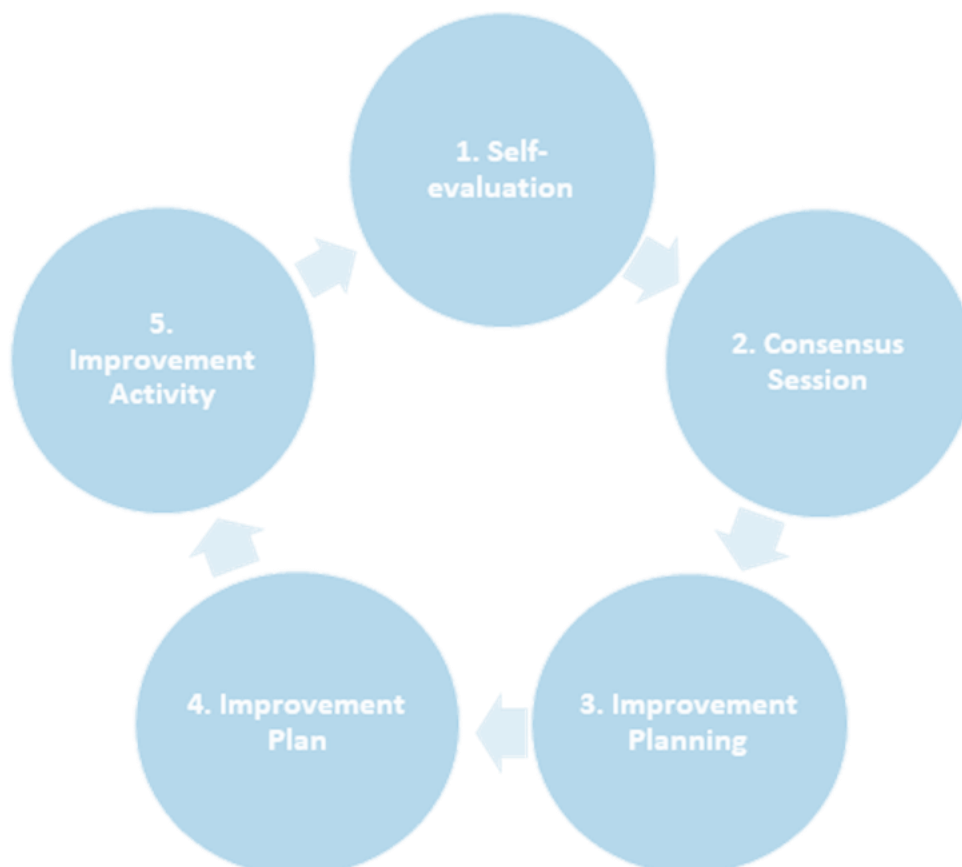 1. Self-
evaluation
2. Consensus
Session
3. Improvement
Planning
4. Improvement
Plan
5.
Improvement
Activity